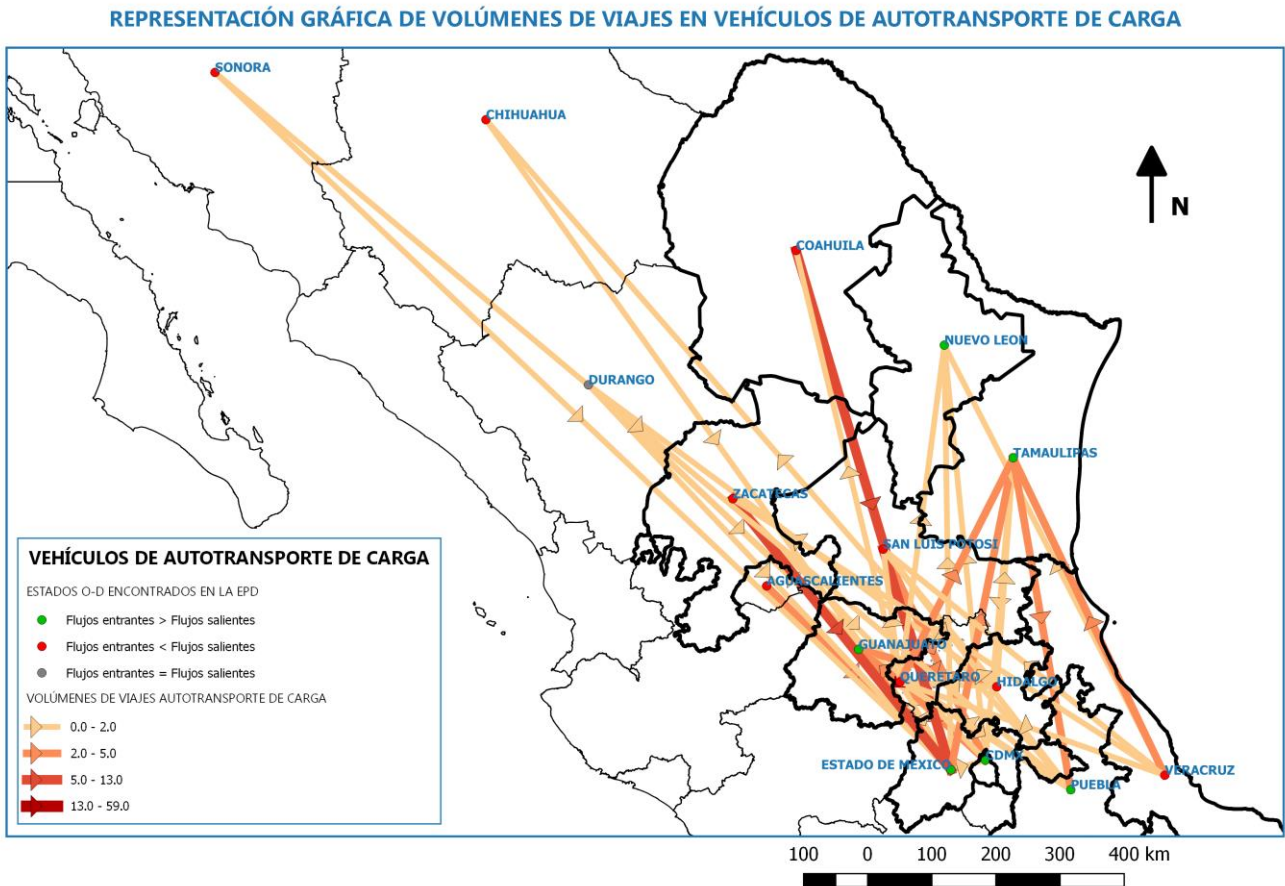 REPRESENTACIÓN GRÁFICA DE VOLÚMENES DE VIAJES EN VEHÍCULOS DE AUTOTRANSPORTE DE CARGA
SONORA
CHIHUAHUA
N
COAHUILA
NUEVO LEON
DURANGO
TAMAULIPAS
ZACATECAS
SAN LUIS POTOSI
AGUASCALIENTES
GUANAJUATO
QUERETARO
HIDALGO
ESTADO DE MEXICO
CDMX
VERACRUZ
PUEBLA
VEHÍCULOS DE AUTOTRANSPORTE DE CARGA
ESTADOS O-D ENCONTRADOS EN LA EPD
Flujos entrantes > Flujos salientes
Flujos entrantes < Flujos salientes
Flujos entrantes = Flujos salientes
VOLÚMENES DE VIAJES AUTOTRANSPORTE DE CARGA
0.0 - 2.0
2.0 - 5.0
5.0 - 13.0
13.0 - 59.0
100 0 100 200 300 400 km